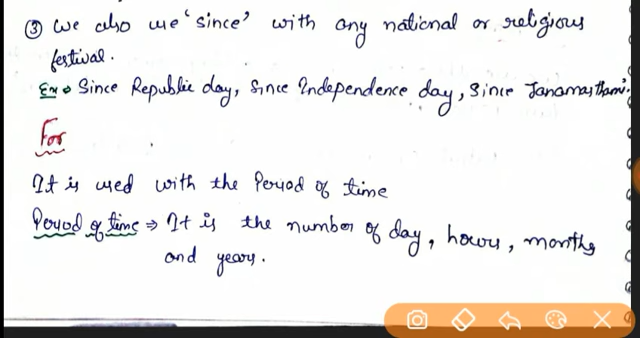 ③ We also use 'since' with any national or religious
festival.
Ex → Since Republic day, Since Independence day, Since Janamasthami.
For
It is used with the Period of time
Period of time ⇒ It is the number of day, hours, months
and years.